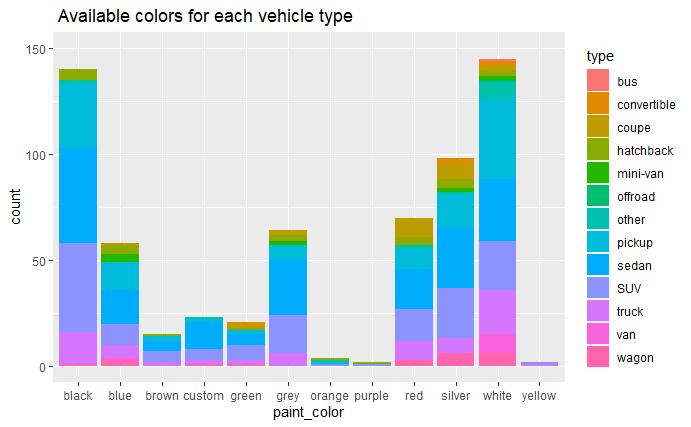 Available colors for each vehicle type
150
100
50
0
count
black blue brown custom green grey orange purple red silver white yellow
paint_color
type
bus
convertible
coupe
hatchback
mini-van
offroad
other
pickup
sedan
SUV
truck
van
wagon